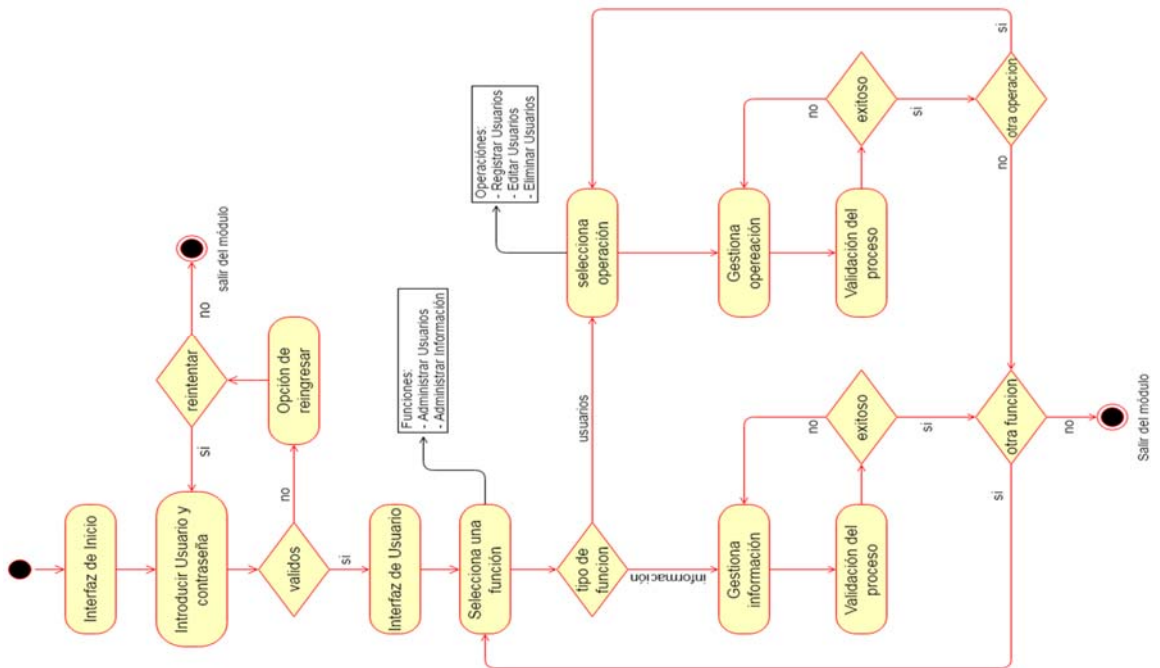 Interfaz de Inicio
Introducir Usuario y
contraseña
validos
no
si
Opción de
reingresar
reintentar
si
no
salir del módulo
Interfaz de Usuario
Selecciona una
función
Funciones:
- Administrar Usuarios
- Administrar Información
tipo de
funcion
usuarios
información
selecciona
operación
Operaciónes:
- Registrar Usuarios
- Editar Usuarios
- Eliminar Usuarios
Gestiona
opereación
Validación del
proceso
exitoso
no
si
otra operacion
si
no
Gestiona
información
Validación del
proceso
exitoso
no
si
otra funcion
si
no
Salir del módulo